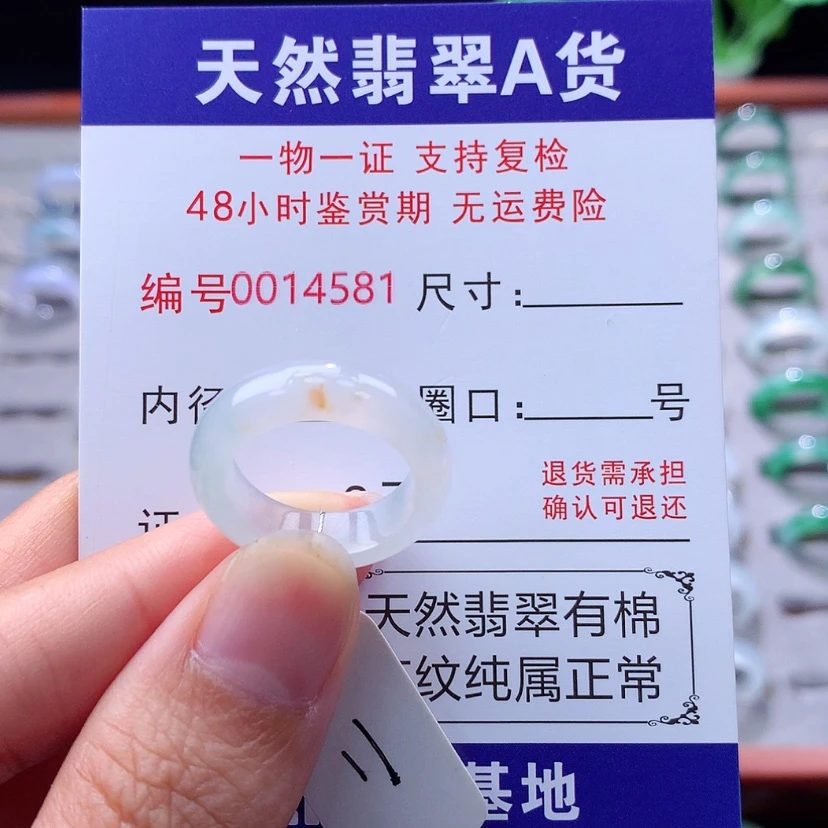 天然翡翠A货
一物一证 支持复检
48小时鉴赏期 无运费险
编号0014581 尺寸:
内径 圈口: 号
退货需承担
确认可退还
证
天然翡翠有棉
纹纯属正常
基地